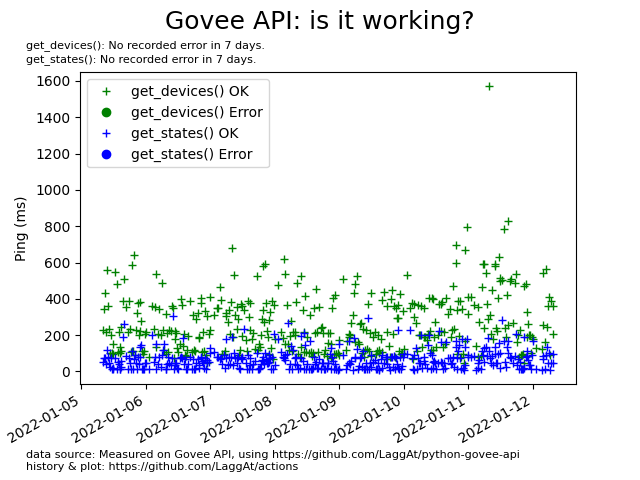 Govee API: is it working?
get_devices(): No recorded error in 7 days.
get_states(): No recorded error in 7 days.
1600
1400
1200
1000
800
600
400
200
0
Ping (ms)
get_devices() OK
get_devices() Error
get_states() OK
get_states() Error
2022-01-05
2022-01-06
2022-01-07
2022-01-08
2022-01-09
2022-01-10
2022-01-11
2022-01-12
data source: Measured on Govee API, using https://github.com/LaggAt/python-govee-api
history & plot: https://github.com/LaggAt/actions